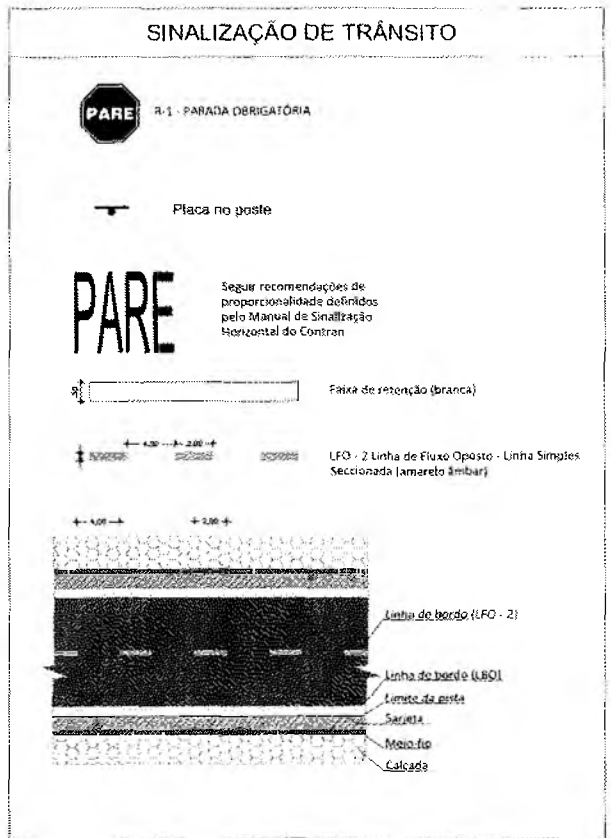 SINALIZAÇÃO DE TRÂNSITO
PARE
R-1 - PARADA OBRIGATÓRIA
Placa no poste
PARE
Seguir recomendações de
proporcionalidade definidos
pelo Manual de Sinalização
Horizontal do Contran
.50
Faixa de retenção (branca)
4,00 2,00
LFO - 2 Linha de Fluxo Oposto - Linha Simples
Seccionada (amarelo âmbar)
4,00 2,00
Linha de bordo (LFO - 2)
Linha de bordo (LBO)
Limite da pista
Sarjeta
Meio-fio
Calçada